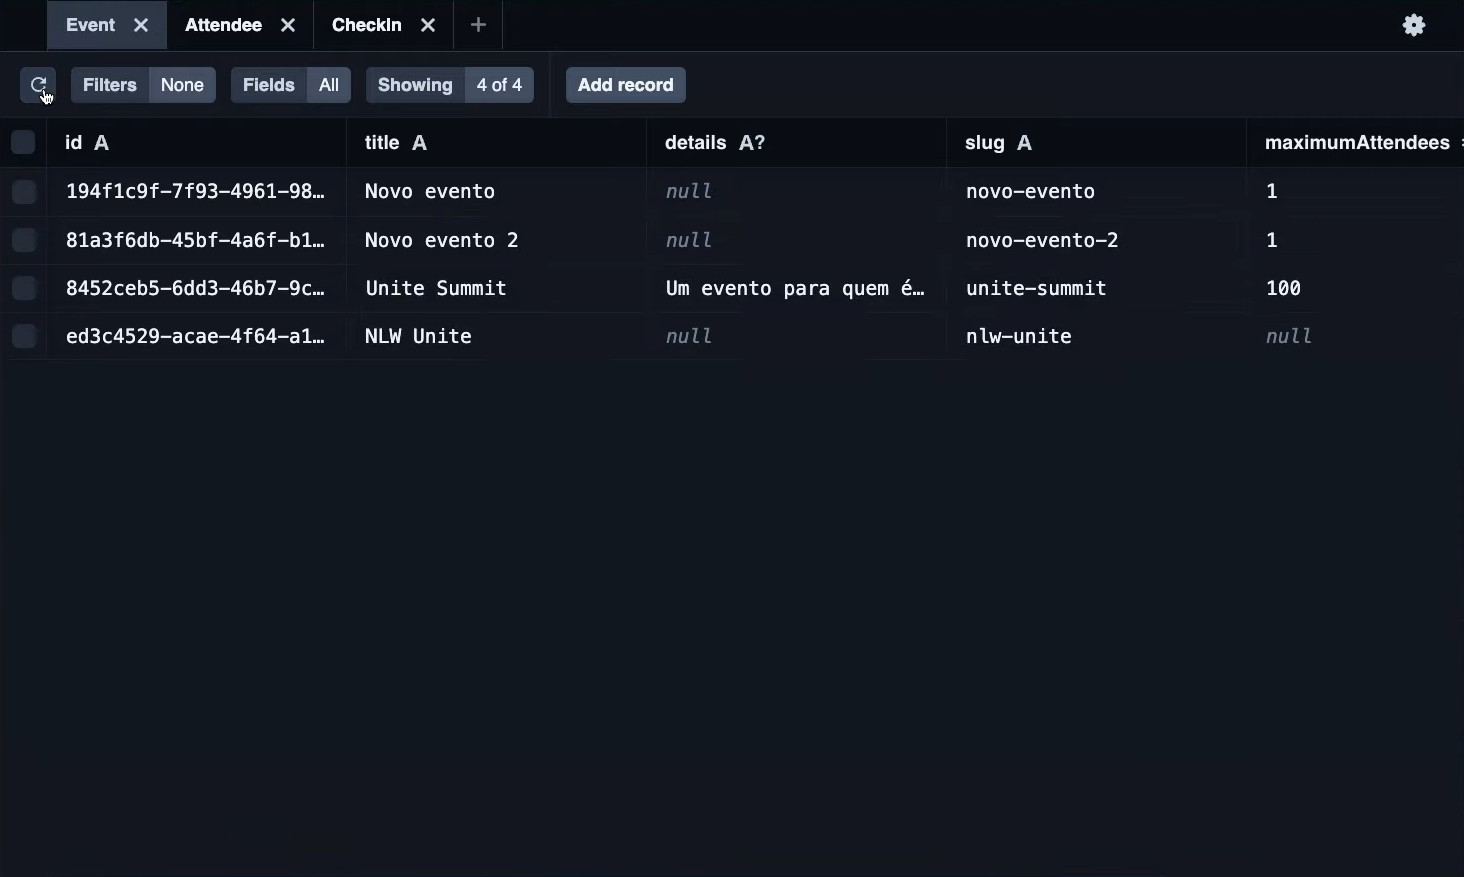 Event Attendee CheckIn
Filters None Fields All Showing 4 of 4 Add record
id A title A details A? slug A maximumAttendees
194f1c9f-7f93-4961-98… Novo evento null novo-evento 1
81a3f6db-45bf-4a6f-b1… Novo evento 2 null novo-evento-2 1
8452ceb5-6dd3-46b7-9c… Unite Summit Um evento para quem é… unite-summit 100
ed3c4529-acae-4f64-a1… NLW Unite null nlw-unite null